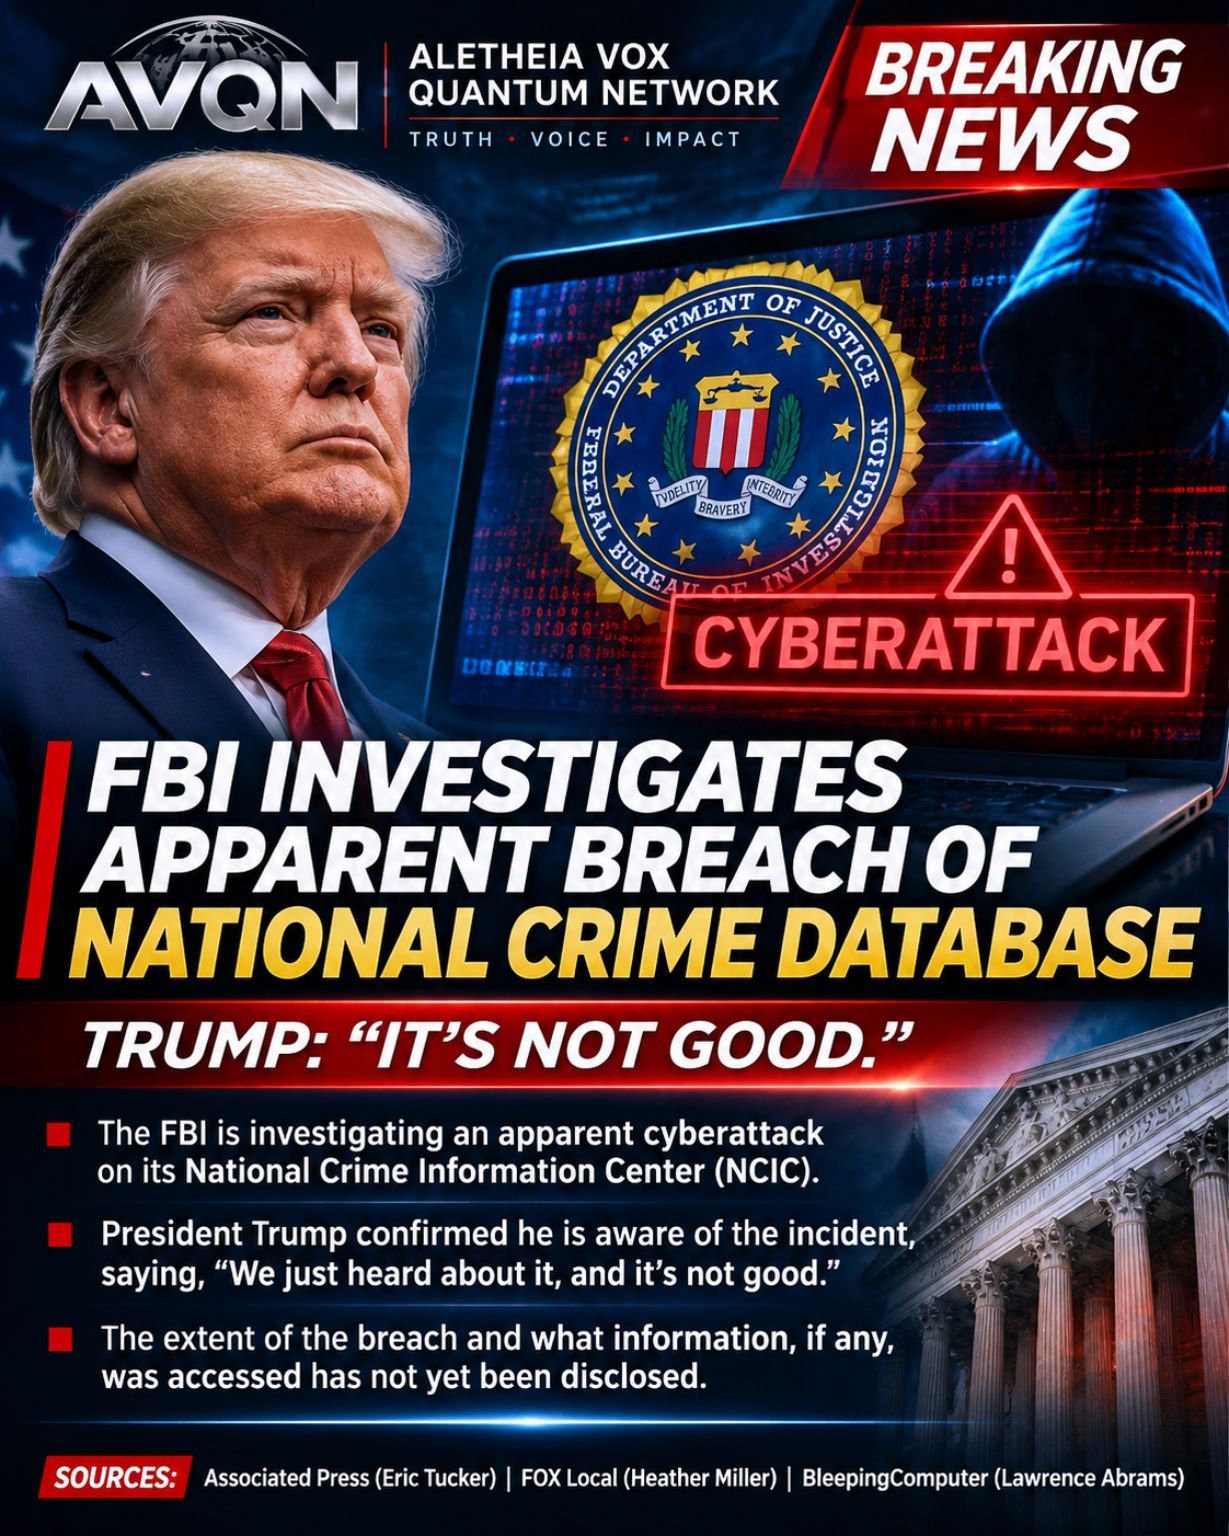 AVQN
ALETHEIA VOX
QUANTUM NETWORK
TRUTH • VOICE • IMPACT
BREAKING
NEWS
DEPARTMENT OF JUSTICE
FEDERAL BUREAU OF INVESTIGATION
FIDELITY
BRAVERY
INTEGRITY
CYBERATTACK
FBI INVESTIGATES
APPARENT BREACH OF
NATIONAL CRIME DATABASE
TRUMP: “IT’S NOT GOOD.”
The FBI is investigating an apparent cyberattack
on its National Crime Information Center (NCIC).
President Trump confirmed he is aware of the incident,
saying, “We just heard about it, and it’s not good.”
The extent of the breach and what information, if any,
was accessed has not yet been disclosed.
SOURCES: Associated Press (Eric Tucker) | FOX Local (Heather Miller) | BleepingComputer (Lawrence Abrams)